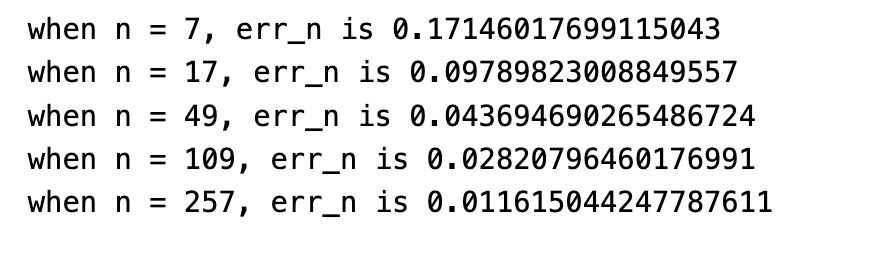 when n = 7, err_n is 0.17146017699115043
when n = 17, err_n is 0.09789823008849557
when n = 49, err_n is 0.043694690265486724
when n = 109, err_n is 0.02820796460176991
when n = 257, err_n is 0.011615044247787611